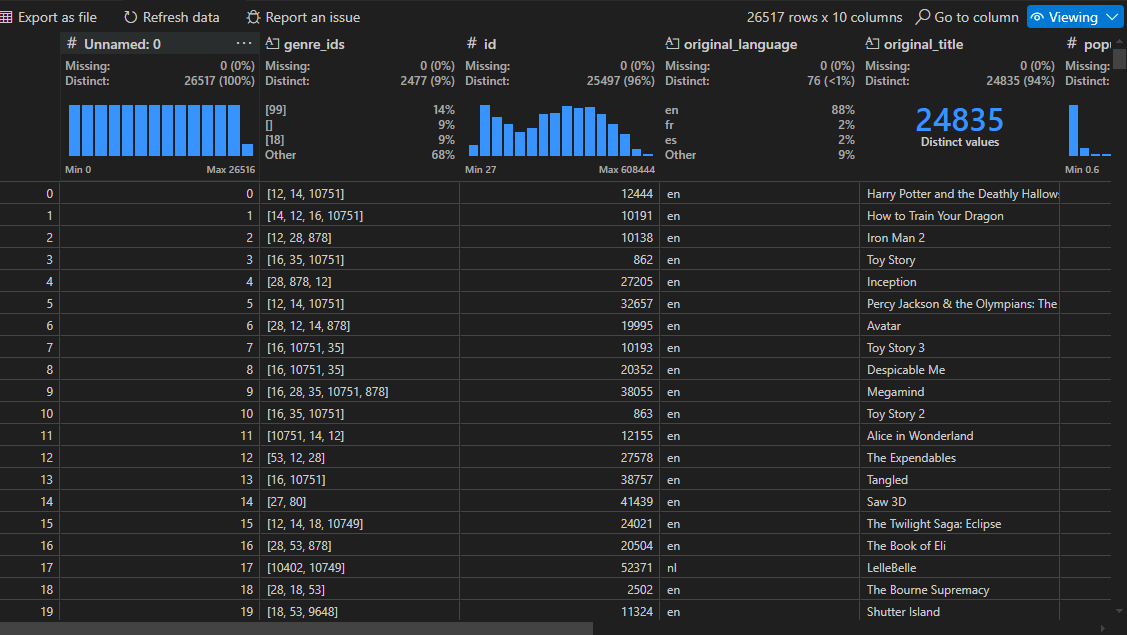 Export as file Refresh data Report an issue 26517 rows x 10 columns Go to column Viewing
# Unnamed: 0 ··· genre_ids # id original_language original_title # popu
Missing: 0 (0%) Missing: 0 (0%) Missing: 0 (0%) Missing: 0 (0%) Missing: 0 (0%) Missing:
Distinct: 26517 (100%) Distinct: 2477 (9%) Distinct: 25497 (96%) Distinct: 76 (<1%) Distinct: 24835 (94%) Distinct:
[99] 14% en 88%
[] 9% fr 2% 24835
[18] 9% es 2% Distinct values
Other 68% Other 9%
Min 0 Max 26516 Min 27 Max 608444 Min 0.6
0 0 [12, 14, 10751] 12444 en Harry Potter and the Deathly Hallows
1 1 [14, 12, 16, 10751] 10191 en How to Train Your Dragon
2 2 [12, 28, 878] 10138 en Iron Man 2
3 3 [16, 35, 10751] 862 en Toy Story
4 4 [28, 878, 12] 27205 en Inception
5 5 [12, 14, 10751] 32657 en Percy Jackson & the Olympians: The
6 6 [28, 12, 14, 878] 19995 en Avatar
7 7 [16, 10751, 35] 10193 en Toy Story 3
8 8 [16, 10751, 35] 20352 en Despicable Me
9 9 [16, 28, 35, 10751, 878] 38055 en Megamind
10 10 [16, 35, 10751] 863 en Toy Story 2
11 11 [10751, 14, 12] 12155 en Alice in Wonderland
12 12 [53, 12, 28] 27578 en The Expendables
13 13 [16, 10751] 38757 en Tangled
14 14 [27, 80] 41439 en Saw 3D
15 15 [12, 14, 18, 10749] 24021 en The Twilight Saga: Eclipse
16 16 [28, 53, 878] 20504 en The Book of Eli
17 17 [10402, 10749] 52371 nl LelleBelle
18 18 [28, 18, 53] 2502 en The Bourne Supremacy
19 19 [18, 53, 9648] 11324 en Shutter Island